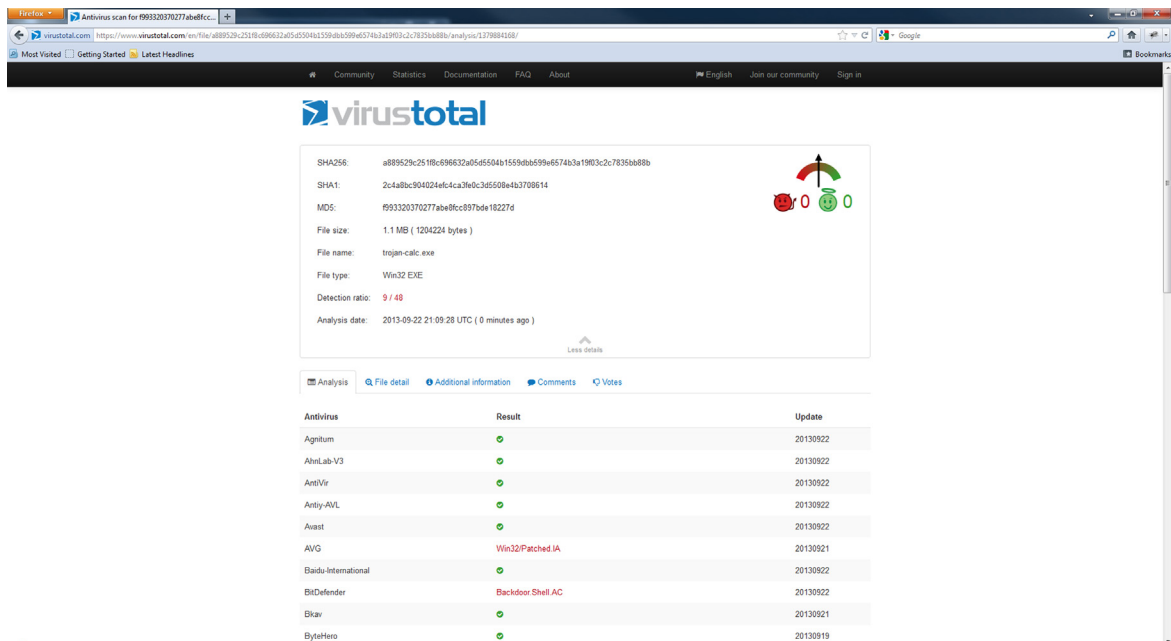 Firefox
Antivirus scan for f993320370277abe8fcc...
virustotal.com https://www.virustotal.com/en/file/a889529c251f8c696632a05d5504b1559dbb599e6574b3a19f03c2c7835bb88b/analysis/1379884168/
Google
Most Visited Getting Started Latest Headlines Bookmarks
Community Statistics Documentation FAQ About English Join our community Sign in
virustotal
SHA256: a889529c251f8c696632a05d5504b1559dbb599e6574b3a19f03c2c7835bb88b
SHA1: 2c4a8bc904024efc4ca3fe0c3d5508e4b3708614
MD5: f993320370277abe8fcc897bde18227d
0 0
File size: 1.1 MB ( 1204224 bytes )
File name: trojan-calc.exe
File type: Win32 EXE
Detection ratio: 9 / 48
Analysis date: 2013-09-22 21:09:28 UTC ( 0 minutes ago )
Less details
Analysis File detail Additional information Comments Votes
Antivirus Result Update
Agnitum 20130922
AhnLab-V3 20130922
AntiVir 20130922
Antiy-AVL 20130922
Avast 20130922
AVG Win32/Patched.IA 20130921
Baidu-International 20130922
BitDefender Backdoor.Shell.AC 20130922
Bkav 20130921
ByteHero 20130919